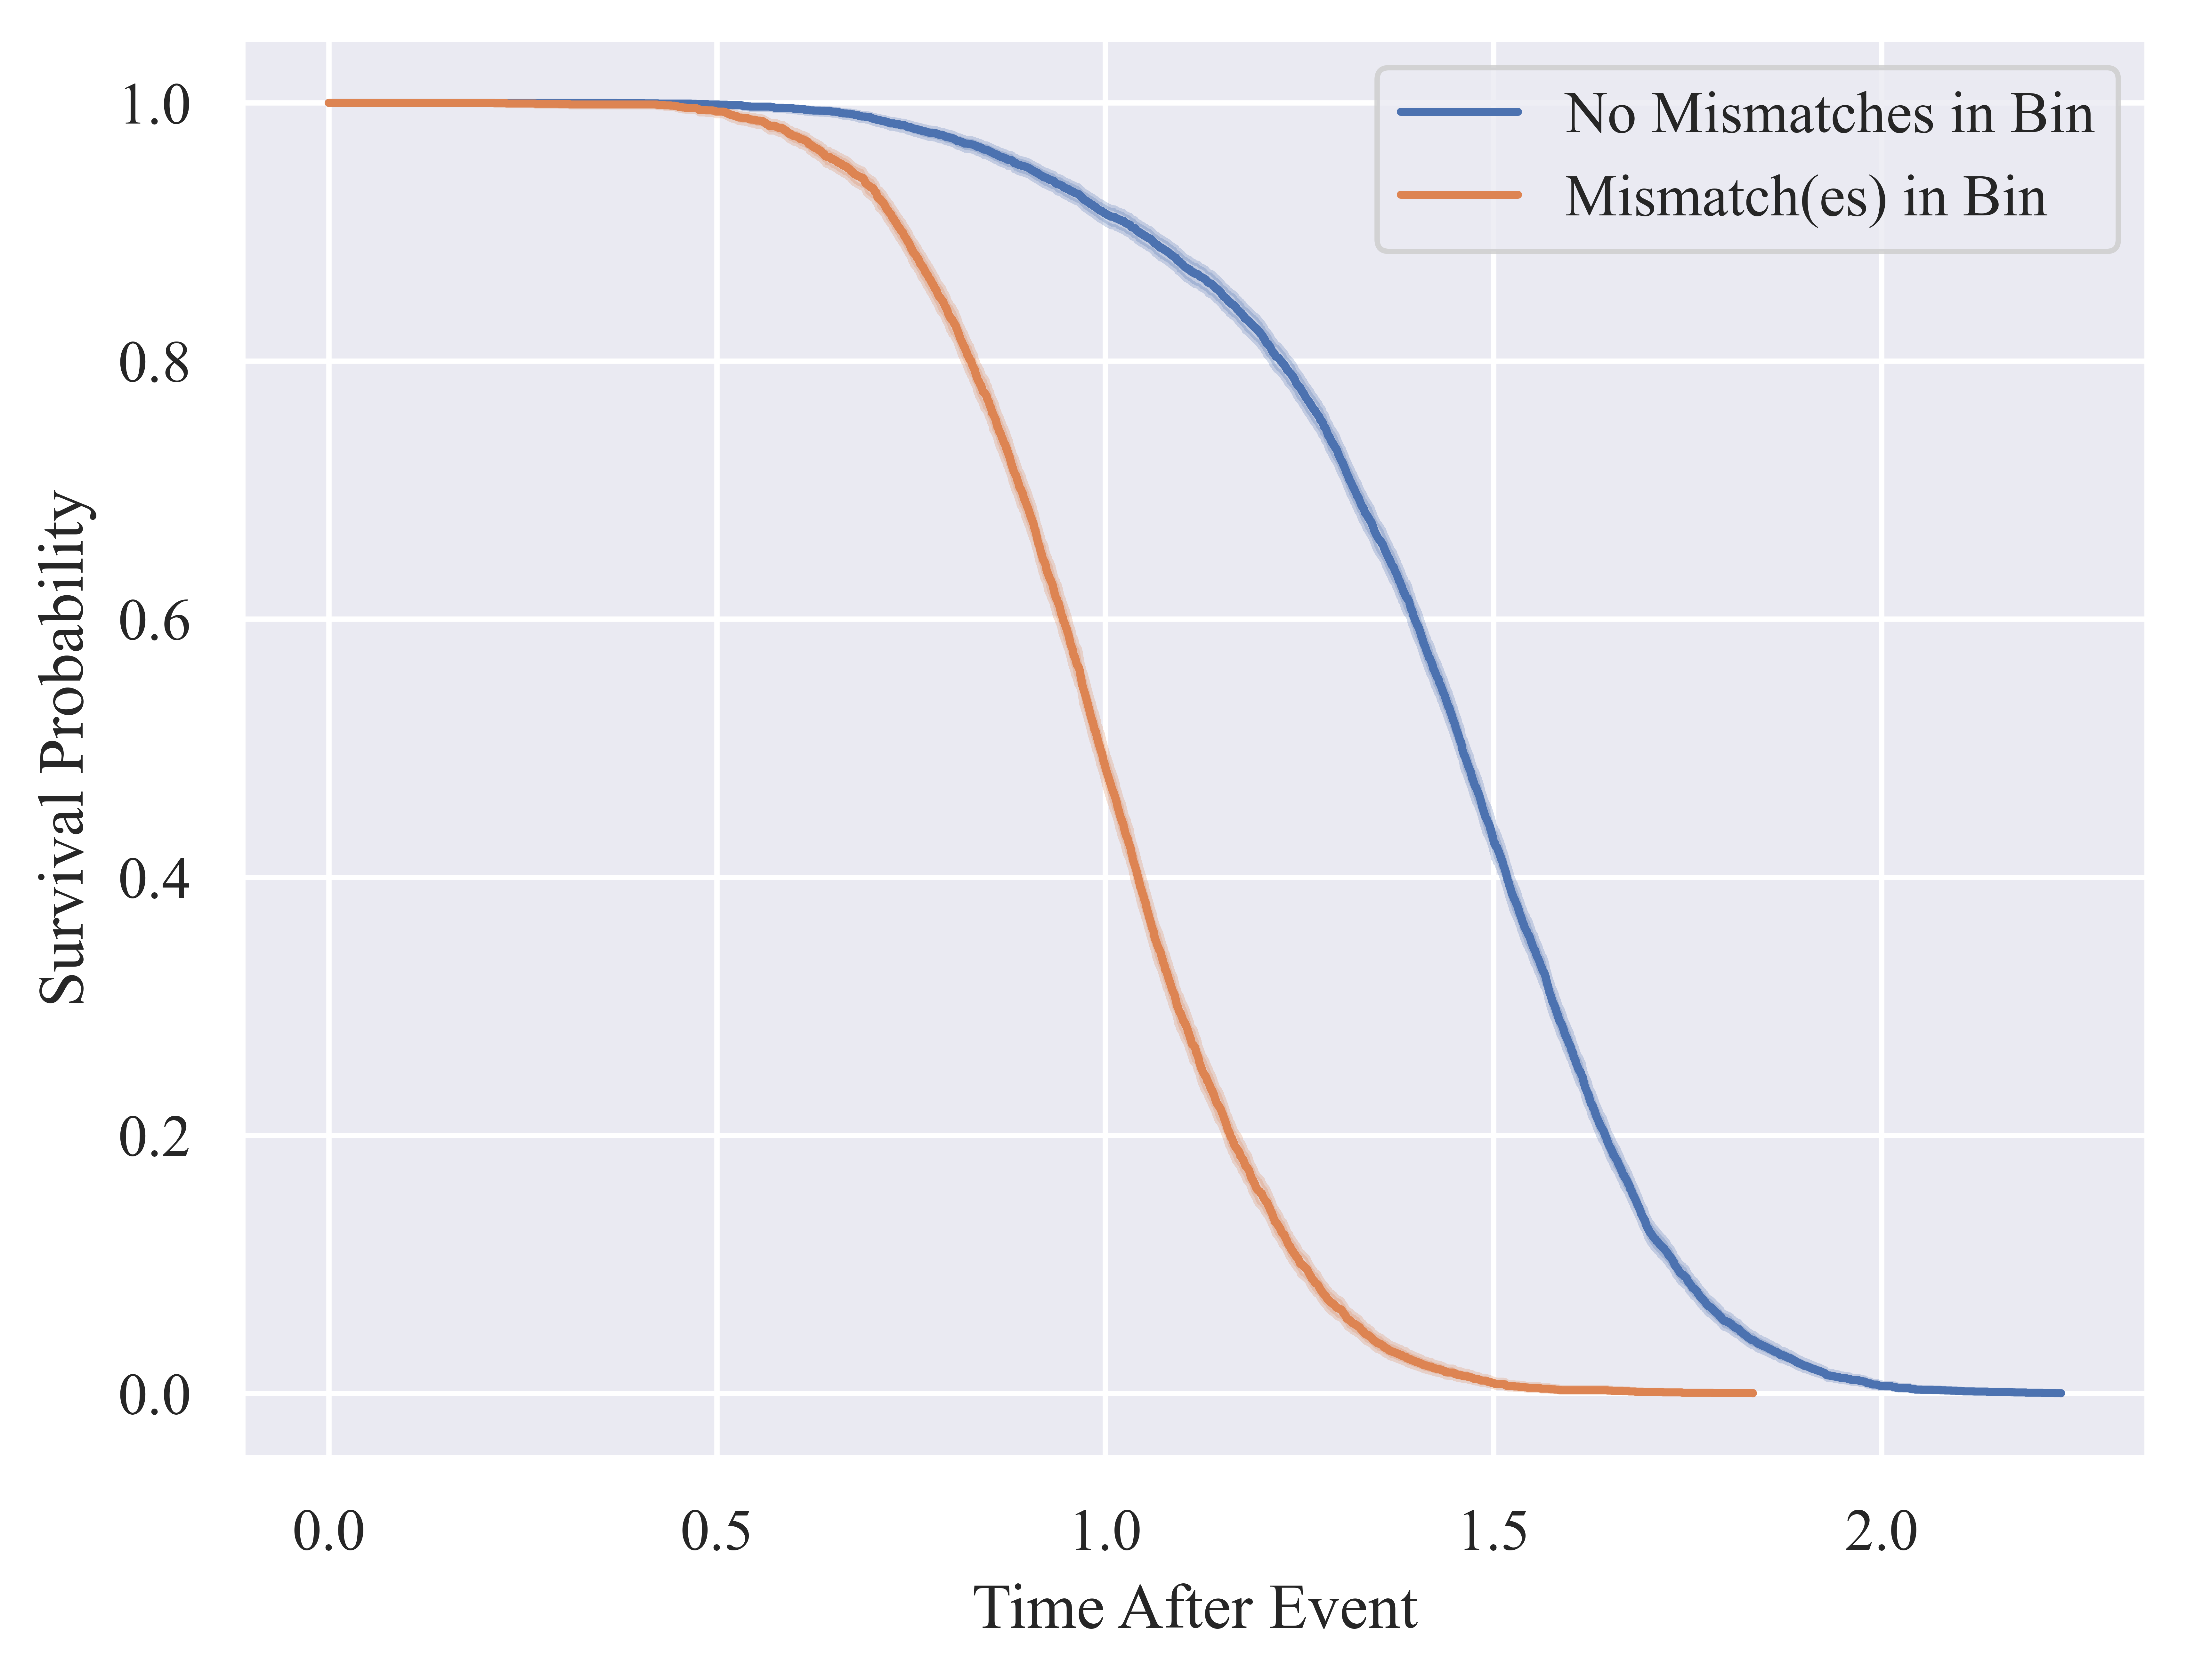 No Mismatches in Bin
Mismatch(es) in Bin
1.0
0.8
0.6
0.4
0.2
0.0
Survival Probability
0.0 0.5 1.0 1.5 2.0
Time After Event